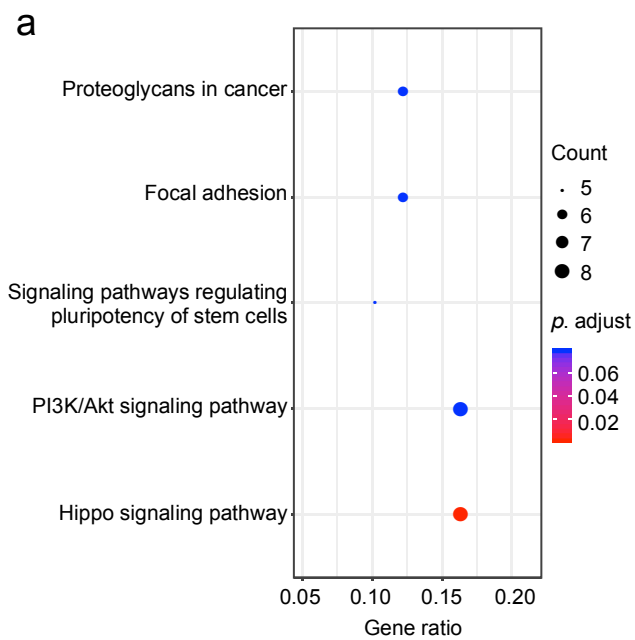 a
Proteoglycans in cancer
Focal adhesion
Signaling pathways regulating
pluripotency of stem cells
PI3K/Akt signaling pathway
Hippo signaling pathway
0.05 0.10 0.15 0.20
Gene ratio
Count
5
6
7
8
p. adjust
0.06
0.04
0.02